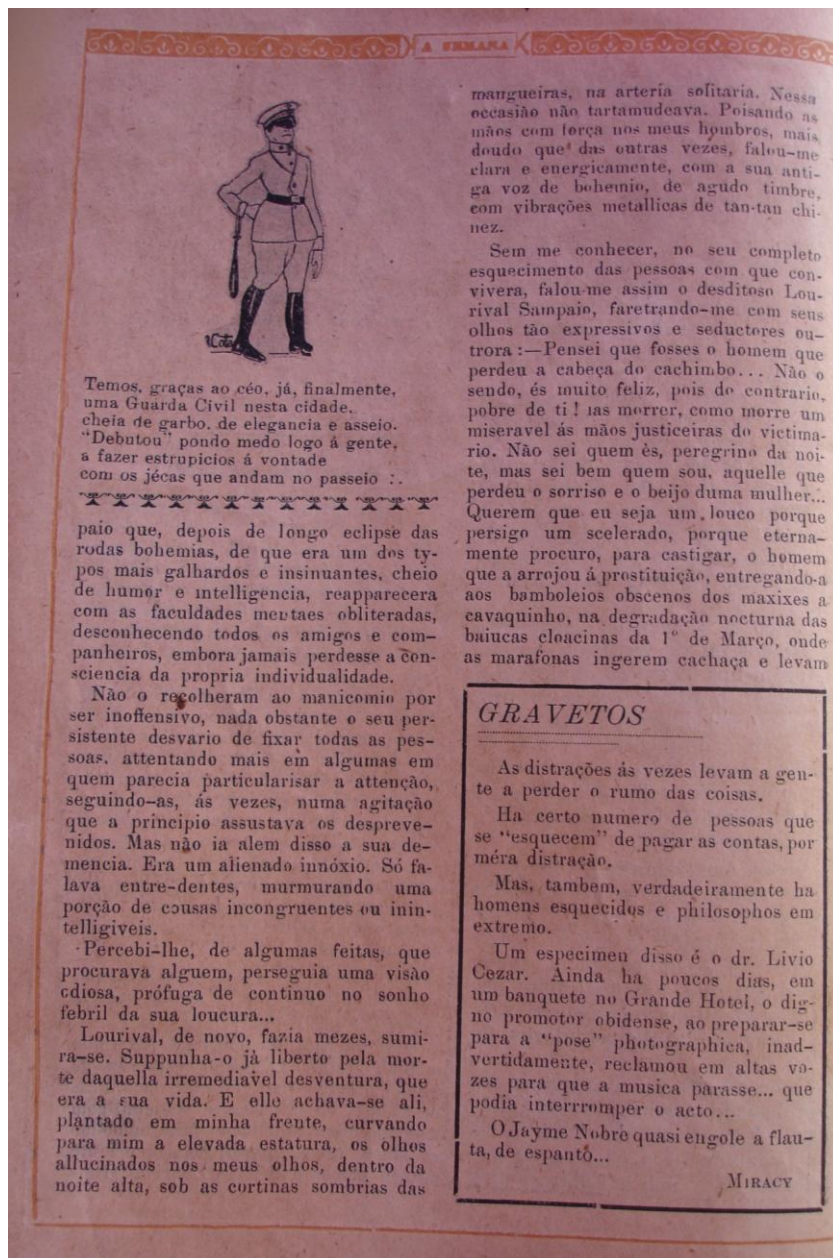 A SEMANA
Cota
Temos, graças ao céo, já, finalmente,
uma Guarda Civil nesta cidade,
cheia de garbo, de elegancia e asseio.
"Debutou" pondo medo logo á gente,
a fazer estrupicios á vontade
com os jécas que andam no passeio :.
paio que, depois de longo eclipse das
rodas bohemias, de que era um dos ty-
pos mais galhardos e insinuantes, cheio
de humor e intelligencia, reapparecera
com as faculdades mentaes obliteradas,
desconhecendo todos os amigos e com-
panheiros, embora jamais perdesse a con-
sciencia da propria individualidade.
Não o recolheram ao manicomio por
ser inoffensivo, nada obstante o seu per-
sistente desvario de fixar todas as pes-
soas, attentando mais em algumas em
quem parecia particularisar a attenção,
seguindo-as, ás vezes, numa agitação
que a principio assustava os despreve-
nidos. Mas não ia alem disso a sua de-
mencia. Era um alienado innóxio. Só fa-
lava entre-dentes, murmurando uma
porção de cousas incongruentes ou inin-
telligiveis.
Percebi-lhe, de algumas feitas, que
procurava alguem, perseguia uma visão
odiosa, prófuga de continuo no sonho
febril da sua loucura...
Lourival, de novo, fazia mezes, sumi-
ra-se. Suppunha-o já liberto pela mor-
te daquella irremediavel desventura, que
era a sua vida. E elle achava-se ali,
plantado em minha frente, curvando
para mim a elevada estatura, os olhos
allucinados nos meus olhos, dentro da
noite alta, sob as cortinas sombrias das
mangueiras, na arteria solitaria. Nessa
occasião não tartamudeava. Poisando as
mãos com força nos meus hombros, mais
doudo que das outras vezes, falou-me
clara e energicamente, com a sua anti-
ga voz de bohemio, de agudo timbre,
com vibrações metallicas de tan-tan chi-
nez.
Sem me conhecer, no seu completo
esquecimento das pessoas com que con-
vivera, falou-me assim o desditoso Lou-
rival Sampaio, faretrando-me com seus
olhos tão expressivos e seductores ou-
trora :—Pensei que fosses o homem que
perdeu a cabeça do cachimbo... Não o
sendo, és muito feliz, pois do contrario,
pobre de ti ! ias morrer, como morre um
miseravel ás mãos justiceiras do victima-
rio. Não sei quem ès, peregrino da noi-
te, mas sei bem quem sou, aquelle que
perdeu o sorriso e o beijo duma mulher...
Querem que eu seja um louco porque
persigo um scelerado, porque eterna-
mente procuro, para castigar, o homem
que a arrojou á prostituição, entregando-a
aos bamboleios obscenos dos maxixes a
cavaquinho, na degradação nocturna das
baiucas cloacinas da 1º de Março, onde
as marafonas ingerem cachaça e levam
GRAVETOS
As distrações ás vezes levam a gen-
te a perder o rumo das coisas.
Ha certo numero de pessoas que
se "esquecem" de pagar as contas, por
méra distração.
Mas, tambem, verdadeiramente ha
homens esquecidos e philosophos em
extremo.
Um especimeu disso é o dr. Livio
Cezar. Ainda ha poucos dias, em
um banquete no Grande Hotel, o dig-
no promotor obidense, ao preparar-se
para a "pose" photographica, inad-
vertidamente, reclamou em altas vo-
zes para que a musica parasse... que
podia interrromper o acto...
O Jayme Nobre quasi engole a flau-
ta, de espanto...
MIRACY